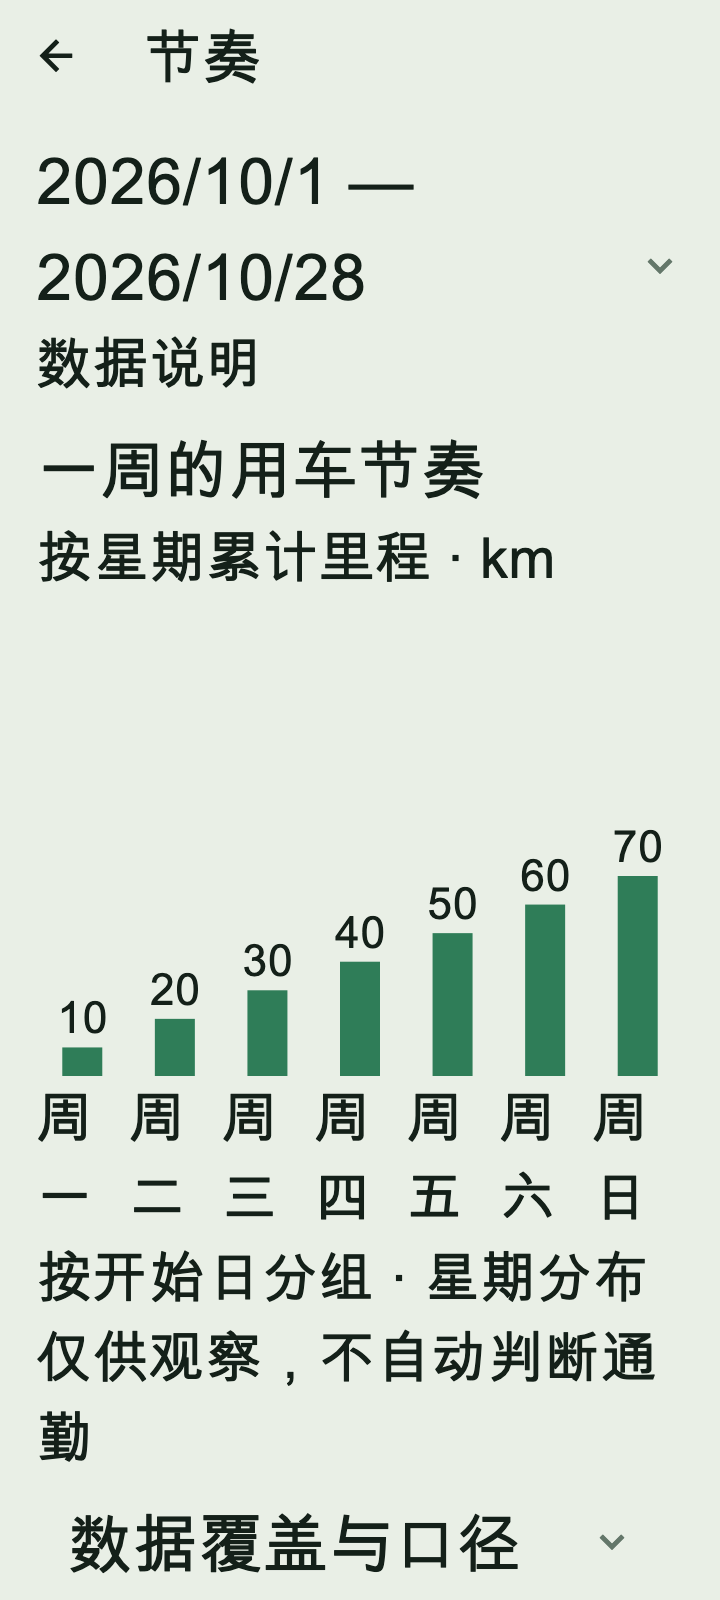 节奏
2026/10/1 —
2026/10/28
数据说明
一周的用车节奏
按星期累计里程 · km
10 20 30 40 50 60 70
周 周 周 周 周 周 周
一 二 三 四 五 六 日
按开始日分组 · 星期分布
仅供观察，不自动判断通
勤
数据覆盖与口径